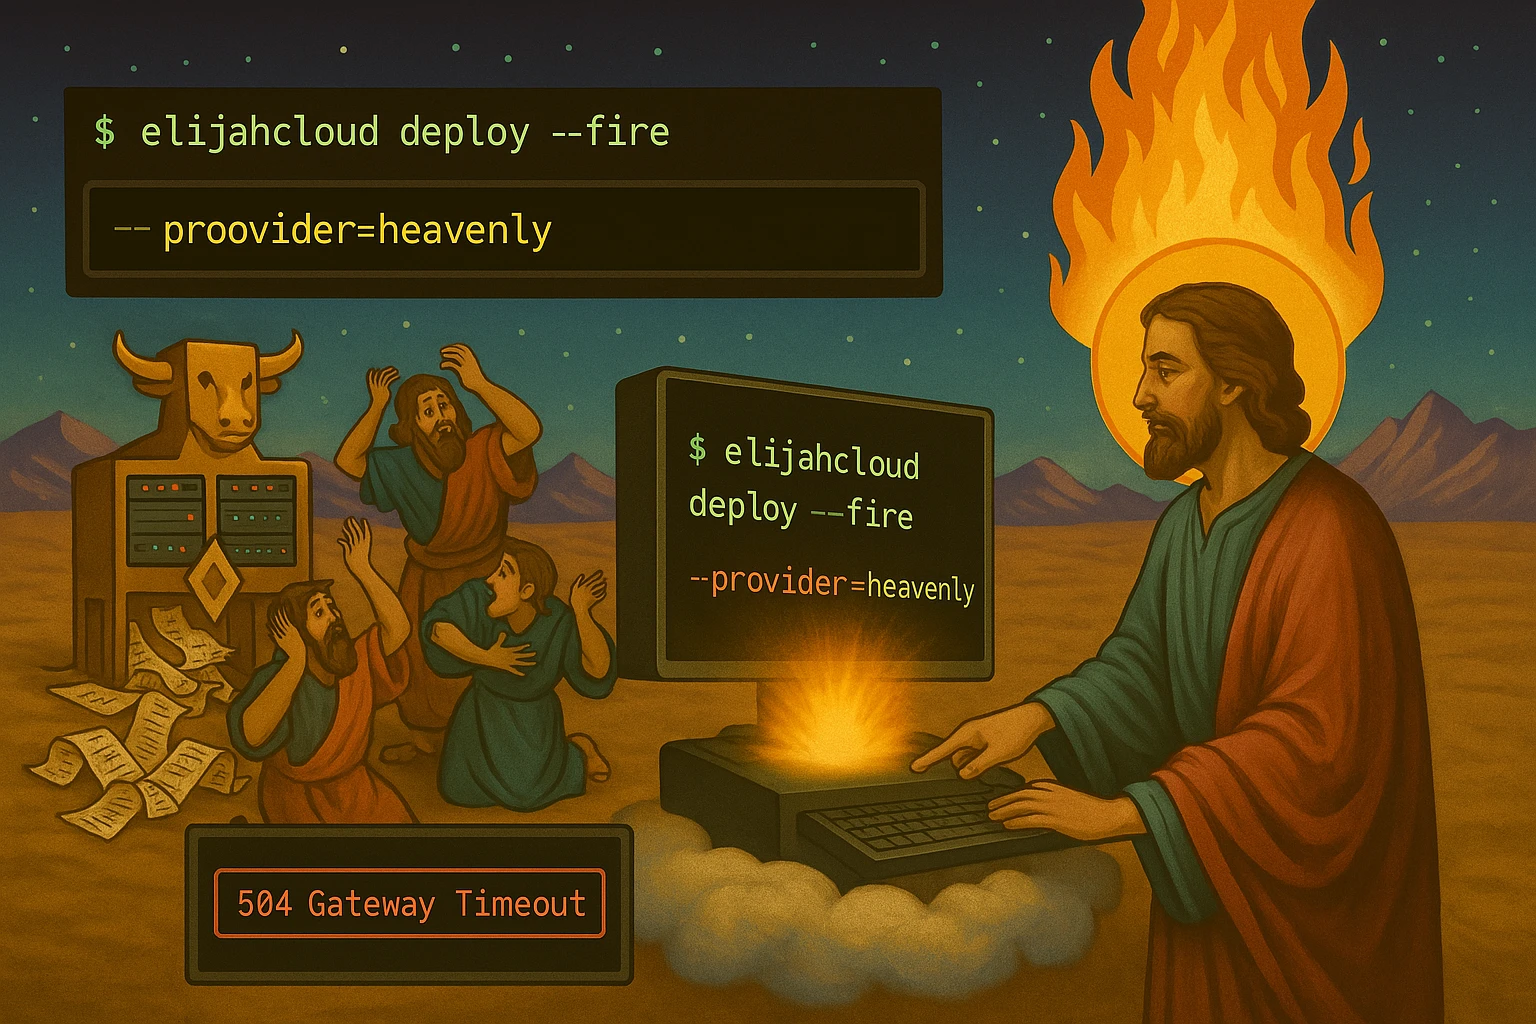 $ elijahcloud deploy --fire
-- proovider=heavenly
$ elijahcloud
deploy --fire
--provider=heavenly
504 Gateway Timeout